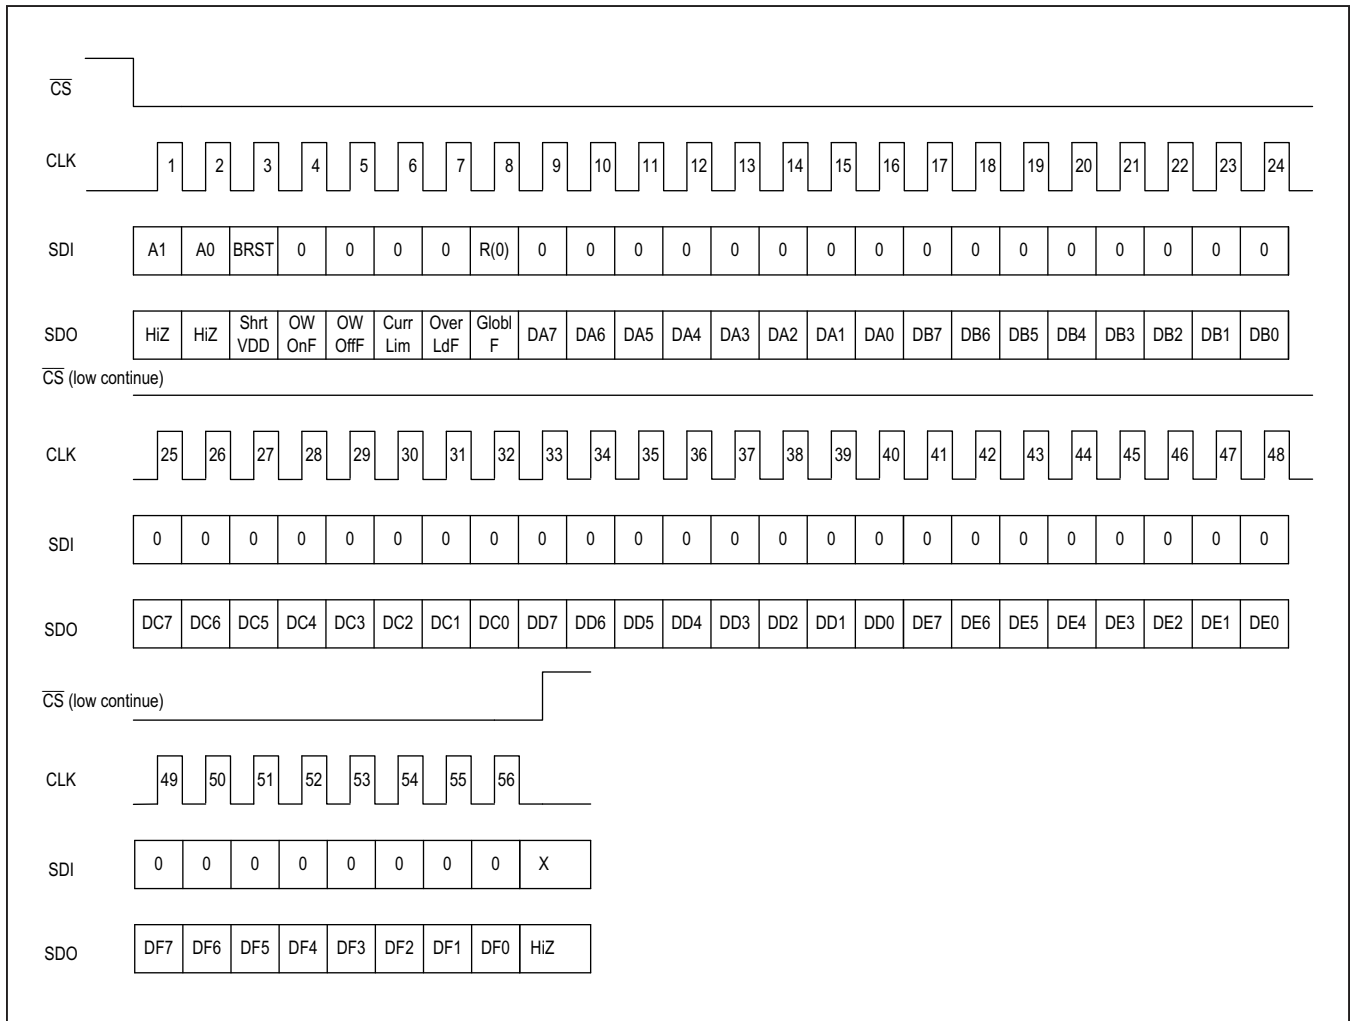 CS
CLK 1 2 3 4 5 6 7 8 9 10 11 12 13 14 15 16 17 18 19 20 21 22 23 24
SDI A1 A0 BRST 0 0 0 0 R(0) 0 0 0 0 0 0 0 0 0 0 0 0 0 0 0 0
SDO HiZ HiZ Shrt VDD OW OnF OW OffF Curr Lim Over LdF Globl F DA7 DA6 DA5 DA4 DA3 DA2 DA1 DA0 DB7 DB6 DB5 DB4 DB3 DB2 DB1 DB0
CS (low continue)
CLK 25 26 27 28 29 30 31 32 33 34 35 36 37 38 39 40 41 42 43 44 45 46 47 48
SDI 0 0 0 0 0 0 0 0 0 0 0 0 0 0 0 0 0 0 0 0 0 0 0 0
SDO DC7 DC6 DC5 DC4 DC3 DC2 DC1 DC0 DD7 DD6 DD5 DD4 DD3 DD2 DD1 DD0 DE7 DE6 DE5 DE4 DE3 DE2 DE1 DE0
CS (low continue)
CLK 49 50 51 52 53 54 55 56
SDI 0 0 0 0 0 0 0 0 X
SDO DF7 DF6 DF5 DF4 DF3 DF2 DF1 DF0 HiZ